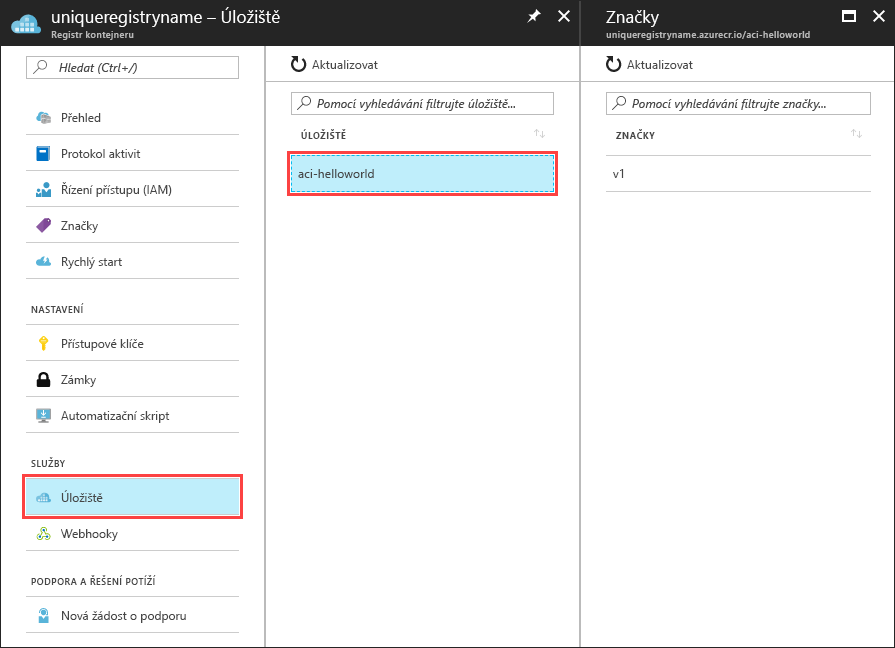 uniqueregistryname – Úložiště
Registr kontejneru
Hledat (Ctrl+/)
Přehled
Protokol aktivit
Řízení přístupu (IAM)
Značky
Rychlý start
NASTAVENÍ
Přístupové klíče
Zámky
Automatizační skript
SLUŽBY
Úložiště
Webhooky
PODPORA A ŘEŠENÍ POTÍŽÍ
Nová žádost o podporu
Aktualizovat
Pomocí vyhledávání filtrujte úložiště...
ÚLOŽIŠTĚ
aci-helloworld
Značky
uniqueregistryname.azurecr.io/aci-helloworld
Aktualizovat
Pomocí vyhledávání filtrujte značky...
ZNAČKY
v1